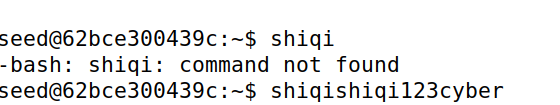 seed@62bce300439c:~$ shiqi
-bash: shiqi: command not found
seed@62bce300439c:~$ shiqishiqi123cyber